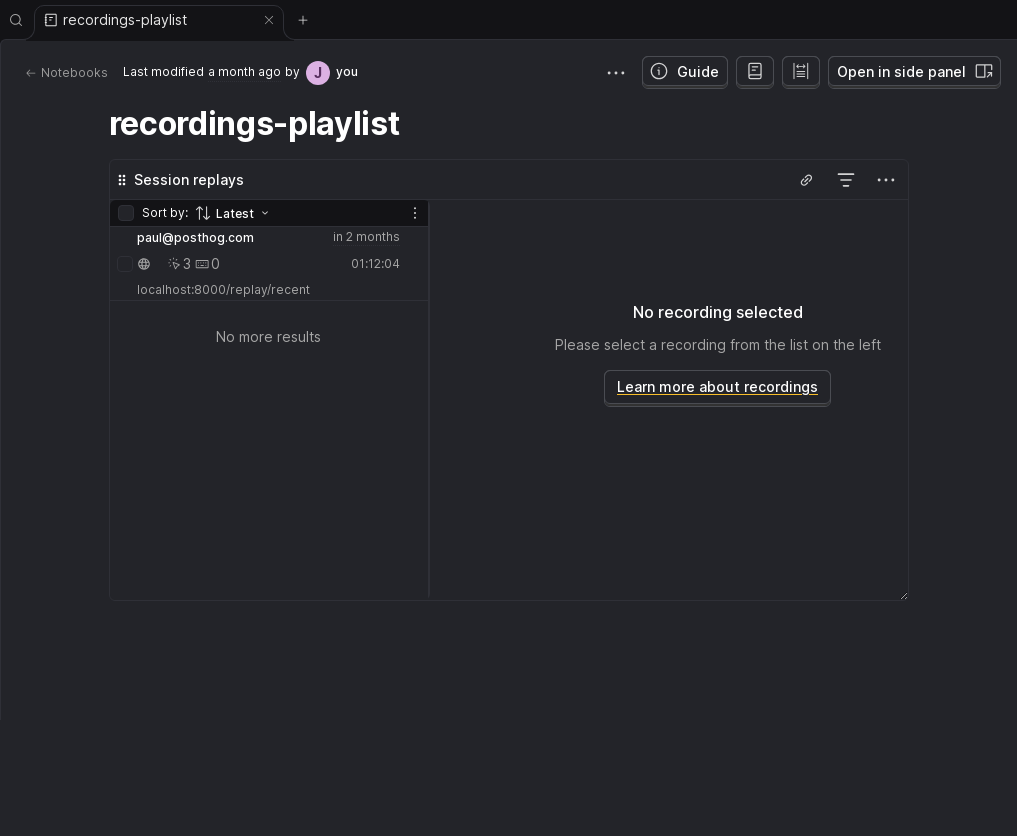 recordings-playlist
Notebooks
Last modified a month ago by J you
Guide
Open in side panel
recordings-playlist
Session replays
Sort by: Latest
paul@posthog.com in 2 months
3 0 01:12:04
localhost:8000/replay/recent
No more results
No recording selected
Please select a recording from the list on the left
Learn more about recordings